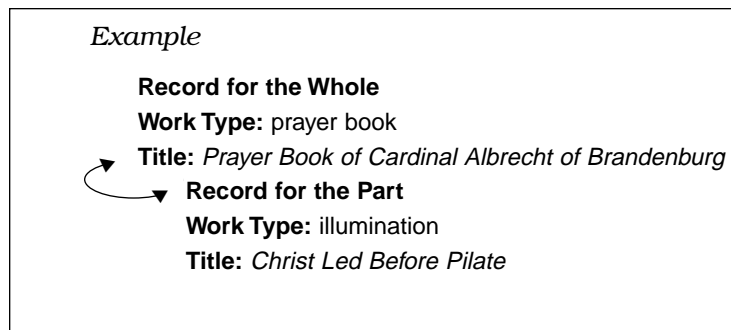 Example
Record for the Whole
Work Type: prayer book
Title: Prayer Book of Cardinal Albrecht of Brandenburg
Record for the Part
Work Type: illumination
Title: Christ Led Before Pilate